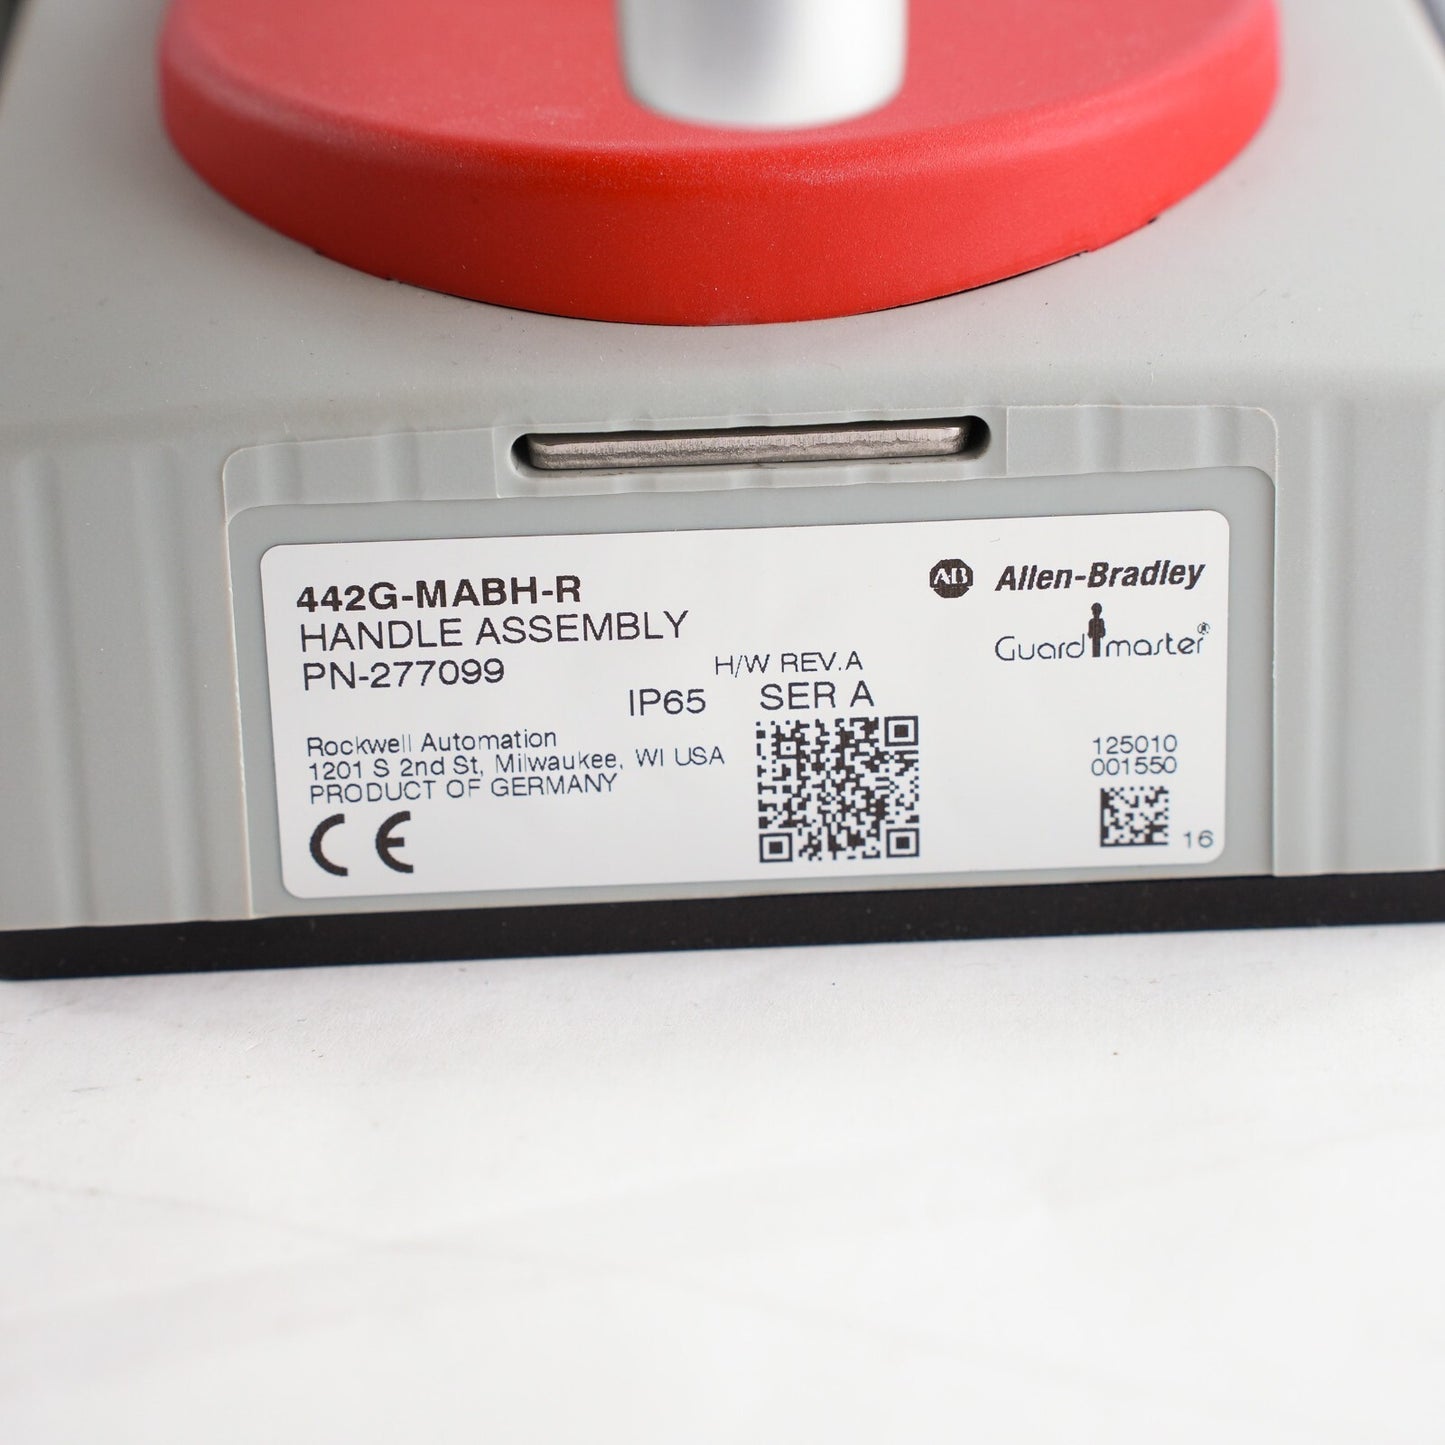 442G-MABH-R
HANDLE ASSEMBLY
PN-277099
AB Allen-Bradley
Guardmaster®
H/W REV.A
IP65 SER A
Rockwell Automation
1201 S 2nd St, Milwaukee, WI USA
PRODUCT OF GERMANY
CE
125010
001550
16